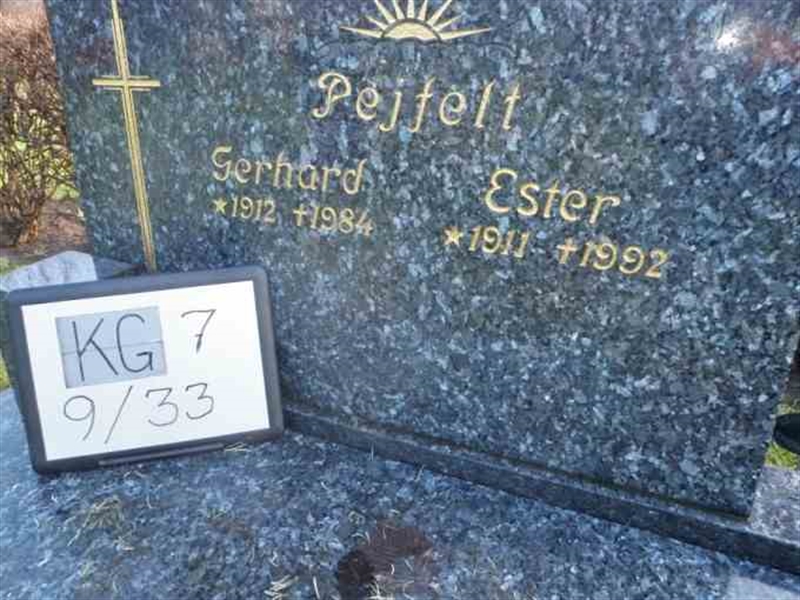 Pejfelt
Gerhard
*1912 †1984
Ester
*1911 †1992
KG 7
9/33